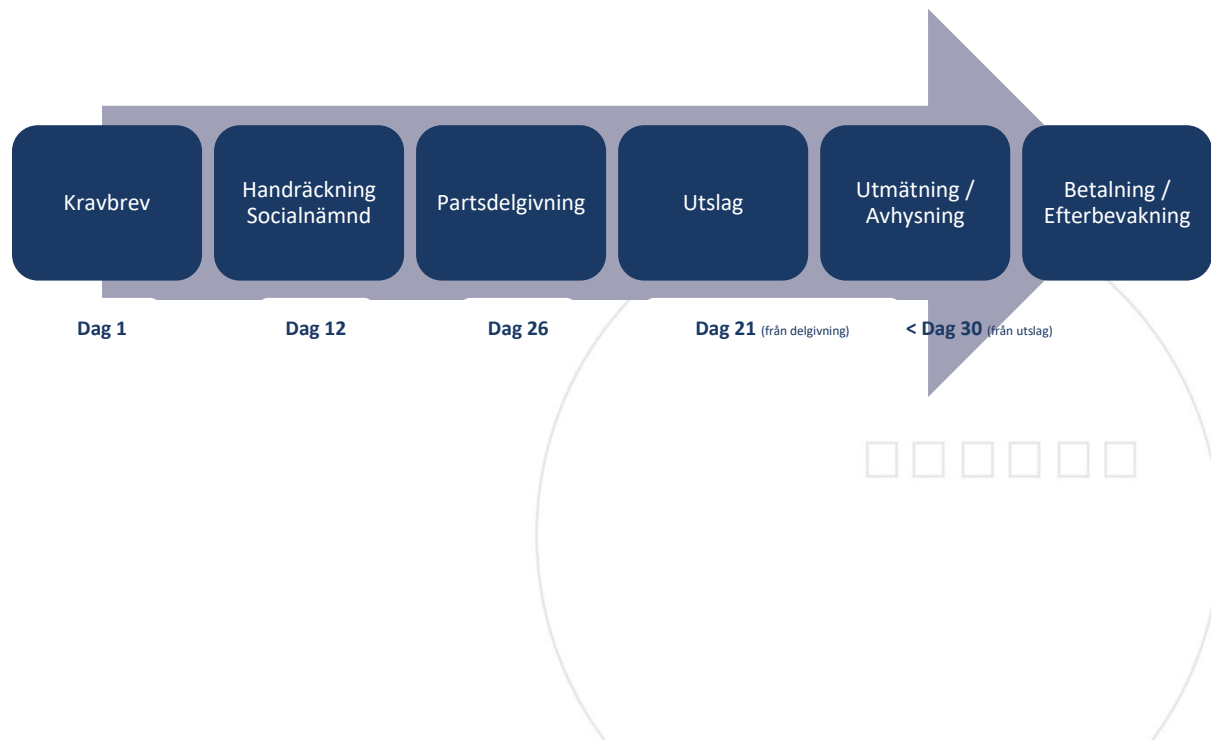 Kravbrev
Handräckning
Socialnämnd
Partsdelgivning
Utslag
Utmätning /
Avhysning
Betalning /
Efterbevakning
Dag 1
Dag 12
Dag 26
Dag 21 (från delgivning)
< Dag 30 (från utslag)